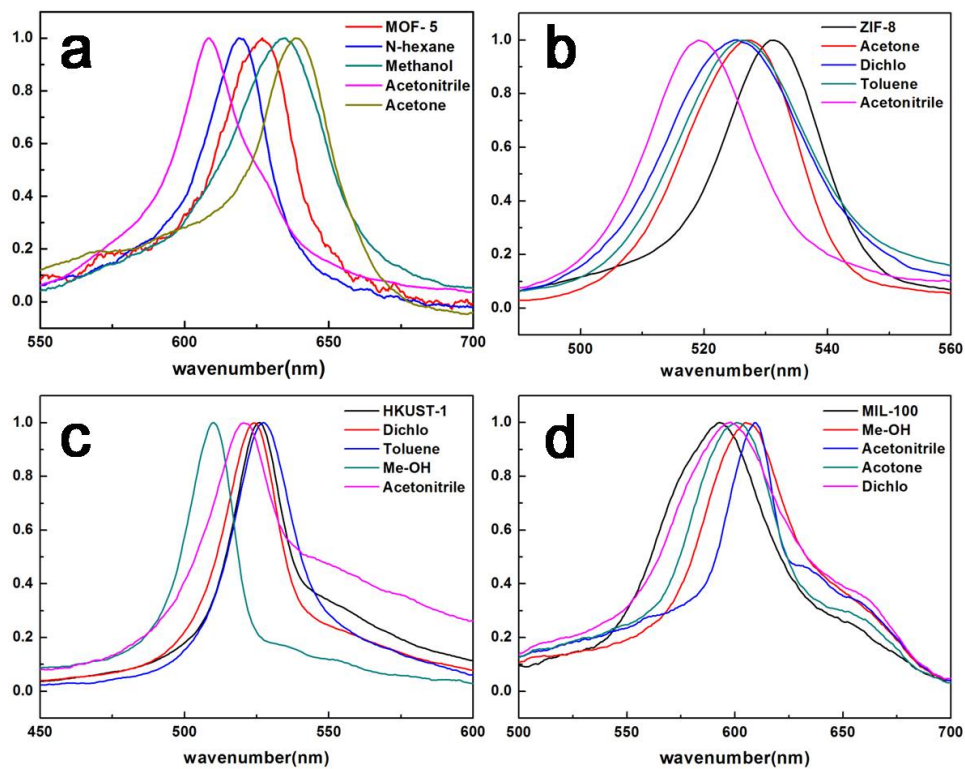 a
MOF- 5
N-hexane
Methanol
Acetonitrile
Acetone
1.0
0.8
0.6
0.4
0.2
0.0
550 600 650 700
wavenumber(nm)
b
ZIF-8
Acetone
Dichlo
Toluene
Acetonitrile
1.0
0.8
0.6
0.4
0.2
0.0
500 520 540 560
wavenumber(nm)
c
HKUST-1
Dichlo
Toluene
Me-OH
Acetonitrile
1.0
0.8
0.6
0.4
0.2
0.0
450 500 550 600
wavenumber(nm)
d
MIL-100
Me-OH
Acetonitrile
Acotone
Dichlo
1.0
0.8
0.6
0.4
0.2
0.0
500 550 600 650 700
wavenumber(nm)